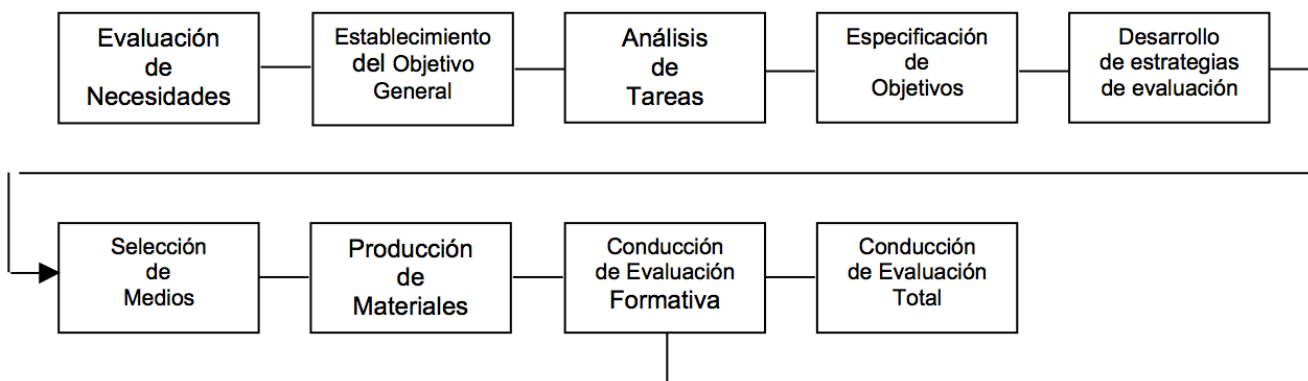 Evaluación
de
Necesidades
Establecimiento
del Objetivo
General
Análisis
de
Tareas
Especificación
de
Objetivos
Desarrollo
de estrategias
de evaluación
Selección
de
Medios
Producción
de
Materiales
Conducción
de Evaluación
Formativa
Conducción
de Evaluación
Total